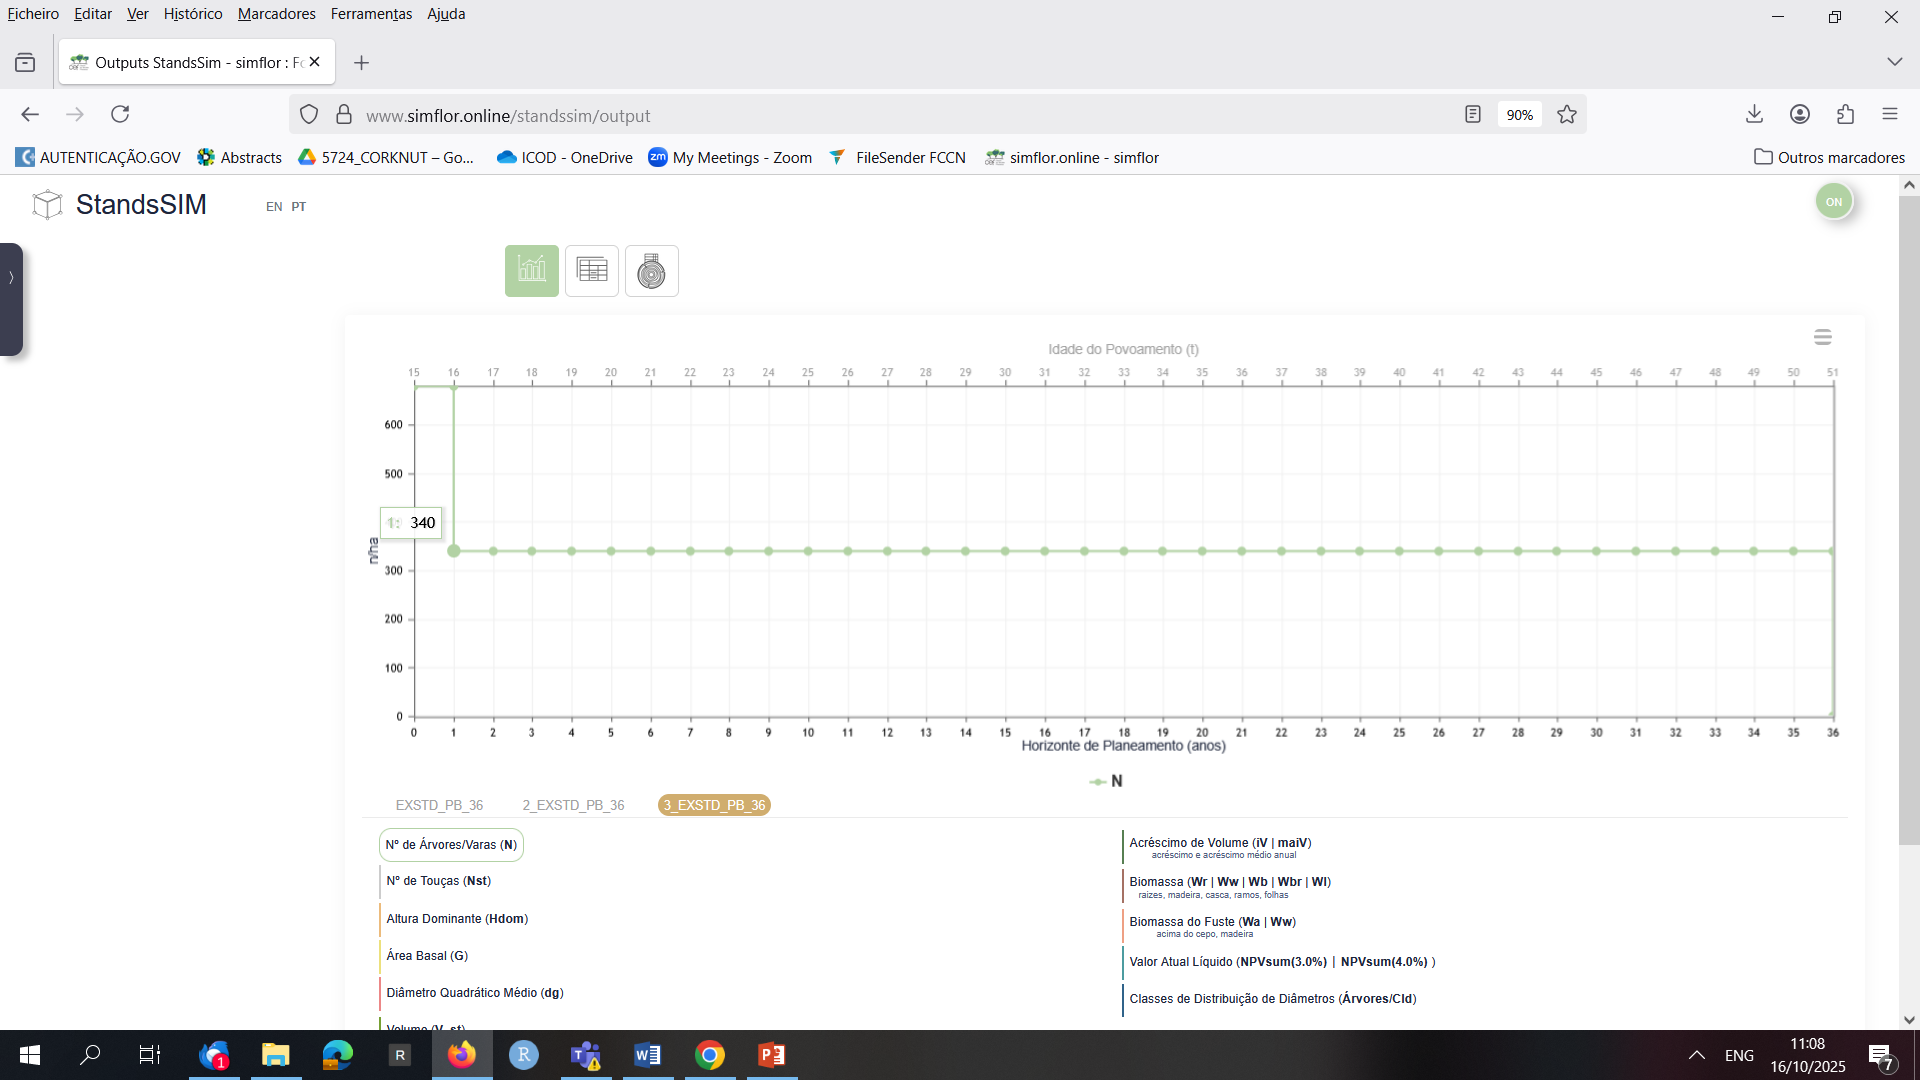 Ficheiro Editar Ver Histórico Marcadores Ferramentas Ajuda
Outputs StandsSim - simflor : Fo
www.simflor.online/standssim/output
90%
AUTENTICAÇÃO.GOV Abstracts 5724_CORKNUT – Go... ICOD - OneDrive zm My Meetings - Zoom FileSender FCCN simflor.online - simflor Outros marcadores
StandsSIM EN PT ON
Idade do Povoamento (t)
15 16 17 18 19 20 21 22 23 24 25 26 27 28 29 30 31 32 33 34 35 36 37 38 39 40 41 42 43 44 45 46 47 48 49 50 51
600
500
1: 340
n/ha
300
200
100
0
0 1 2 3 4 5 6 7 8 9 10 11 12 13 14 15 16 17 18 19 20 21 22 23 24 25 26 27 28 29 30 31 32 33 34 35 36
Horizonte de Planeamento (anos)
N
EXSTD_PB_36 2_EXSTD_PB_36 3_EXSTD_PB_36
Nº de Árvores/Varas (N)
Nº de Touças (Nst)
Altura Dominante (Hdom)
Área Basal (G)
Diâmetro Quadrático Médio (dg)
Volume (V_st)
Acréscimo de Volume (iV | maiV)
acréscimo e acréscimo médio anual
Biomassa (Wr | Ww | Wb | Wbr | Wl)
raizes, madeira, casca, ramos, folhas
Biomassa do Fuste (Wa | Ww)
acima do cepo, madeira
Valor Atual Líquido (NPVsum(3.0%) | NPVsum(4.0%) )
Classes de Distribuição de Diâmetros (Árvores/Cld)
1 R R ENG 11:08
16/10/2025 7